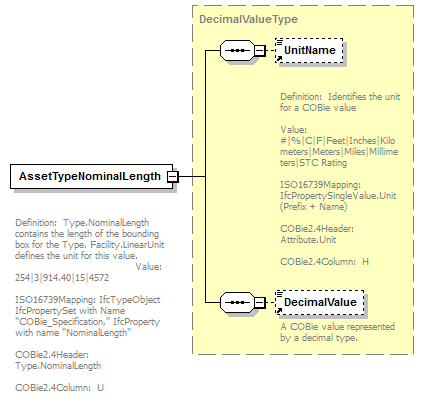 DecimalValueType
UnitName
Definition: Identifies the unit
for a COBie value
Value:
#|%|C|F|Feet|Inches|Kilo
meters|Meters|Miles|Millime
ters|STC Rating
ISO16739Mapping:
IfcPropertySingleValue.Unit
(Prefix + Name)
COBie2.4Header:
Attribute.Unit
COBie2.4Column: H
AssetTypeNominalLength
Definition: Type.NominalLength
contains the length of the bounding
box for the Type. Facility.LinearUnit
defines the unit for this value.
Value:
254|3|914.40|15|4572
ISO16739Mapping: IfcTypeObject
IfcPropertySet with Name
"COBie_Specification," IfcProperty
with name "NominalLength"
COBie2.4Header:
Type.NominalLength
COBie2.4Column: U
DecimalValue
A COBie value represented
by a decimal type.